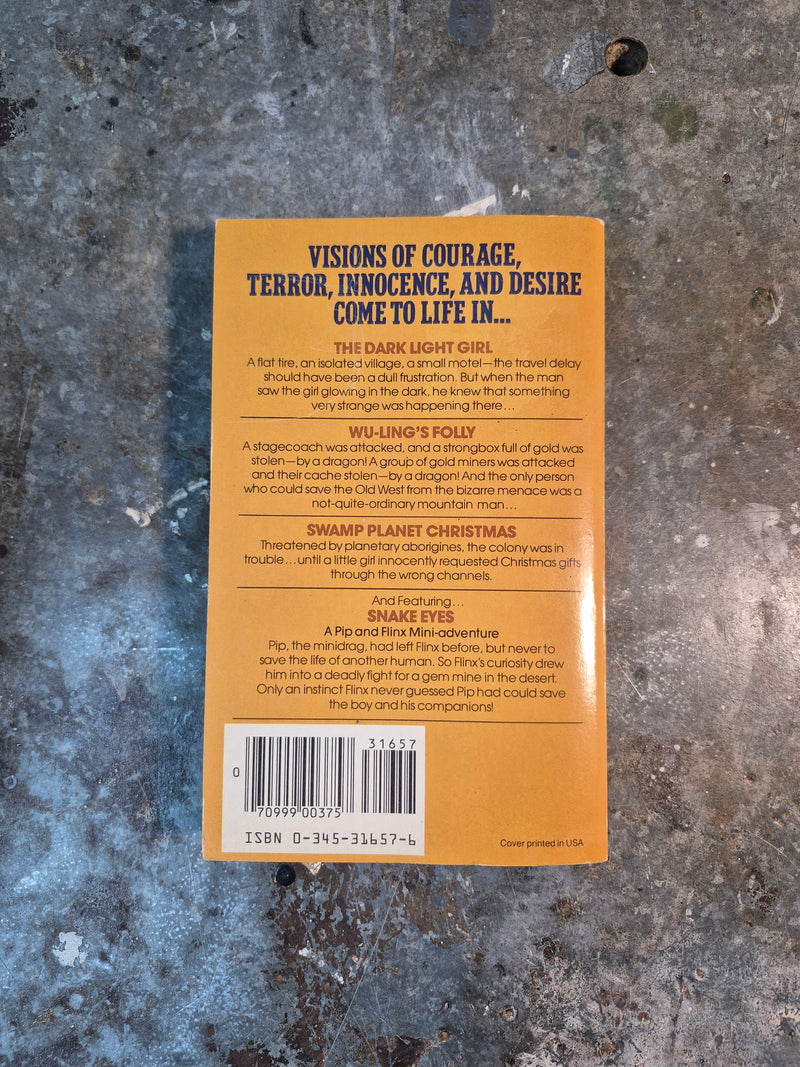 VISIONS OF COURAGE,
TERROR, INNOCENCE, AND DESIRE
COME TO LIFE IN...
THE DARK LIGHT GIRL
A flat tire, an isolated village, a small motel—the travel delay
should have been a dull frustration. But when the man
saw the girl glowing in the dark, he knew that something
very strange was happening there...
WU-LING'S FOLLY
A stagecoach was attacked, and a strongbox full of gold was
stolen—by a dragon! A group of gold miners was attacked
and their cache stolen—by a dragon! And the only person
who could save the Old West from the bizarre menace was a
not-quite-ordinary mountain man...
SWAMP PLANET CHRISTMAS
Threatened by planetary aborigines, the colony was in
trouble...until a little girl innocently requested Christmas gifts
through the wrong channels.
And Featuring...
SNAKE EYES
A Pip and Flinx Mini-adventure
Pip, the minidrag, had left Flinx before, but never to
save the life of another human. So Flinx's curiosity drew
him into a deadly fight for a gem mine in the desert.
Only an instinct Flinx never guessed Pip had could save
the boy and his companions!
31657
0
70999 00375
ISBN 0-345-31657-6
Cover printed in USA